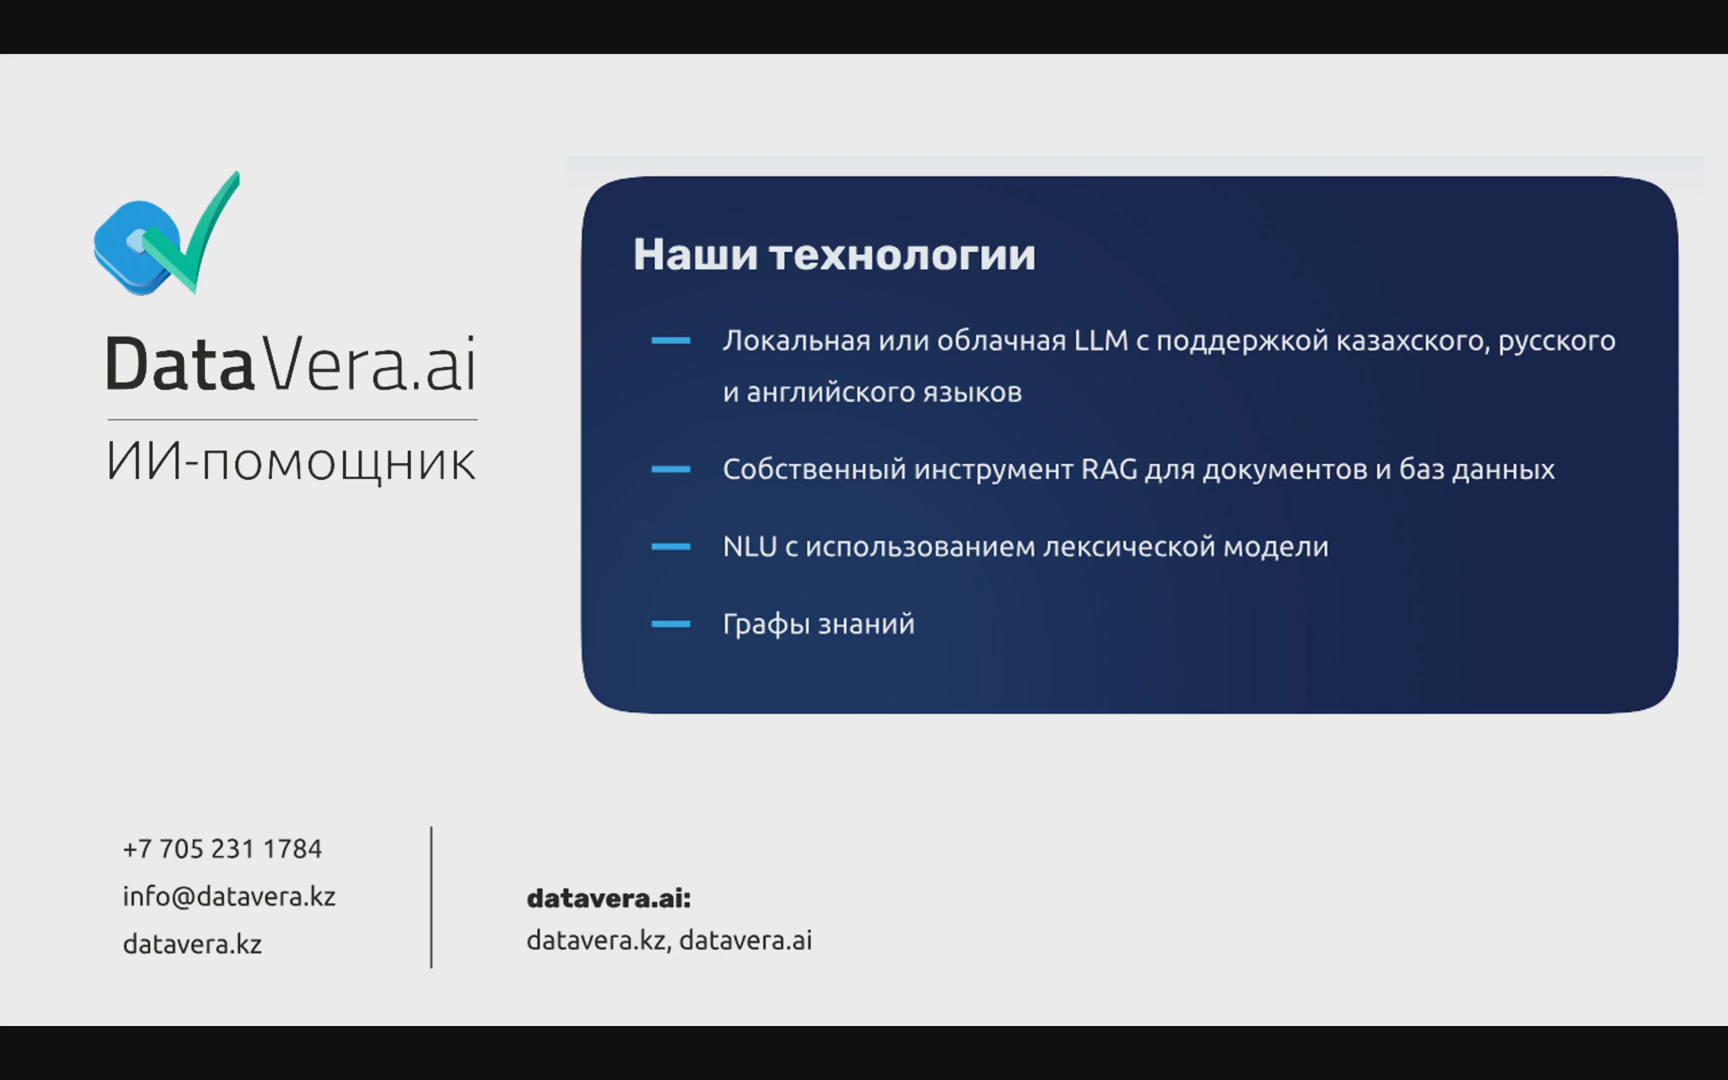 DataVera.ai
ИИ-помощник
Наши технологии
Локальная или облачная LLM с поддержкой казахского, русского
и английского языков
Собственный инструмент RAG для документов и баз данных
NLU с использованием лексической модели
Графы знаний
+7 705 231 1784
info@datavera.kz
datavera.kz
datavera.ai:
datavera.kz, datavera.ai